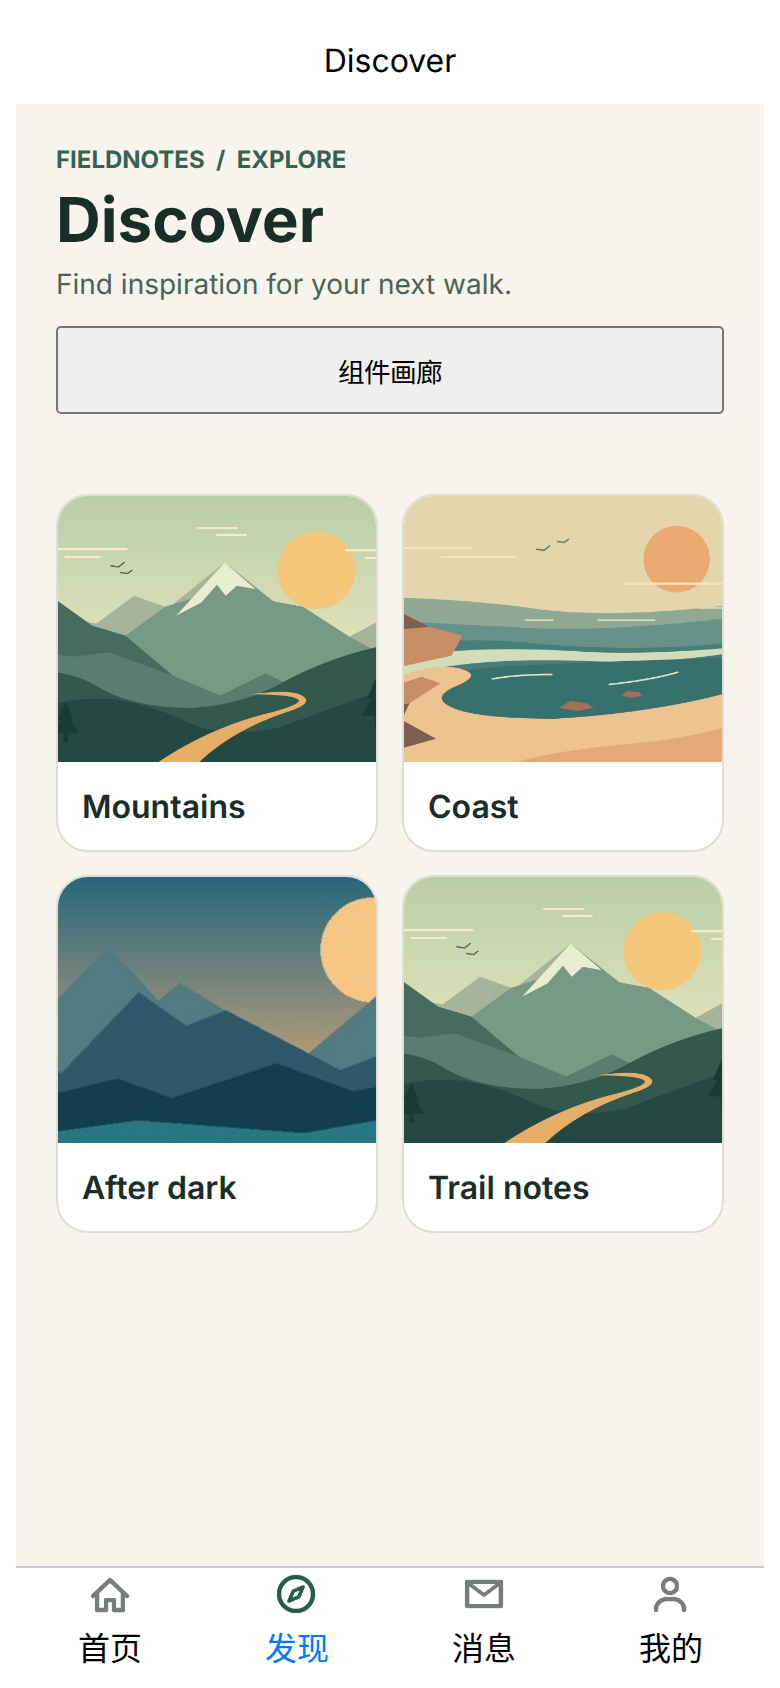 Discover
FIELDNOTES / EXPLORE
Discover
Find inspiration for your next walk.
组件画廊
Mountains
Coast
After dark
Trail notes
首页
发现
消息
我的